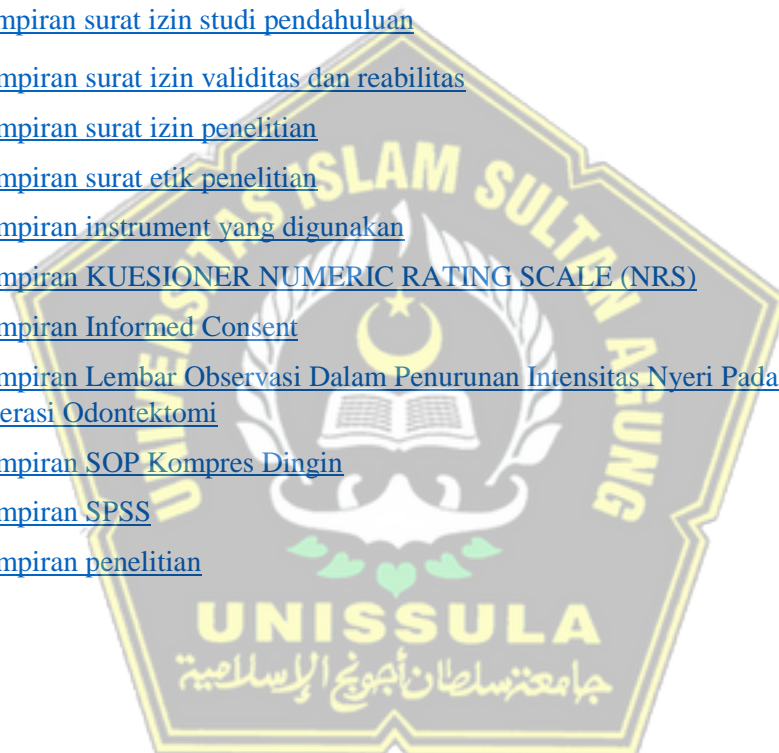 mpiran surat izin studi pendahuluan
mpiran surat izin validitas dan reabilitas
mpiran surat izin penelitian
mpiran surat etik penelitian
mpiran instrument yang digunakan
mpiran KUESIONER NUMERIC RATING SCALE (NRS)
mpiran Informed Consent
mpiran Lembar Observasi Dalam Penurunan Intensitas Nyeri Pada
erasi Odontektomi
mpiran SOP Kompres Dingin
mpiran SPSS
mpiran penelitian
UNIVERSITAS ISLAM SULTAN AGUNG
UNISSULA
جامعة سلطان أجونج الإسلامية